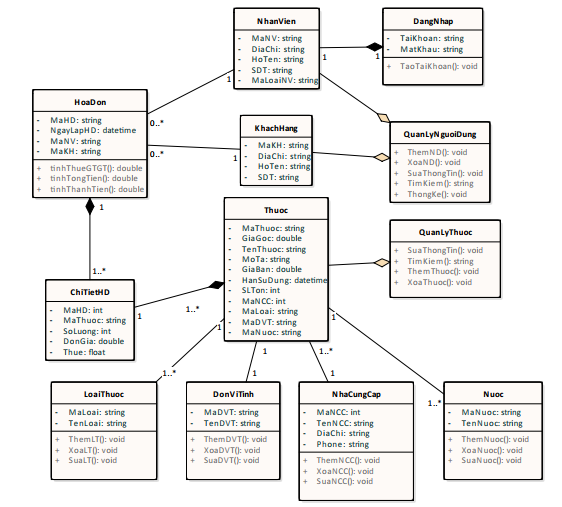 NhanVien
- MaNV: string
- DiaChi: string
- HoTen: string
- SDT: string
- MaLoaiNV: string
DangNhap
- TaiKhoan: string
- MatKhau: string
+ TaoTaiKhoan(): void
1
1
1
0..*
HoaDon
- MaHD: string
- NgayLapHD: datetime
- MaNV: string
- MaKH: string
+ tinhThueGTGT(): double
+ tinhTongTien(): double
+ tinhThanhTien(): double
0..*
1
KhachHang
- MaKH: string
- DiaChi: string
- HoTen: string
- SDT: string
QuanLyNguoiDung
+ ThemND(): void
+ XoaND(): void
+ SuaThongTin(): void
+ TimKiem(): string
+ ThongKe(): void
1
1..*
Thuoc
- MaThuoc: string
- GiaGoc: double
- TenThuoc: string
- MoTa: string
- GiaBan: double
- HanSuDung: datetime
- SLTon: int
- MaNCC: int
- MaLoai: string
- MaDVT: string
- MaNuoc: string
QuanLyThuoc
+ SuaThongTin(): void
+ TimKiem(): string
+ ThemThuoc(): void
+ XoaThuoc(): void
ChiTietHD
- MaHD: int
- MaThuoc: string
- SoLuong: int
- DonGia: double
- Thue: float
1
1..*
1
1
1..*
1
1..*
1
1
1..*
LoaiThuoc
- MaLoai: string
- TenLoai: string
+ ThemLT(): void
+ XoaLT(): void
+ SuaLT(): void
DonViTinh
- MaDVT: string
- TenDVT: string
+ ThemDVT(): void
+ XoaDVT(): void
+ SuaDVT(): void
NhaCungCap
- MaNCC: int
- TenNCC: string
- DiaChi: string
- Phone: string
+ ThemNCC(): void
+ XoaNCC(): void
+ SuaNCC(): void
Nuoc
- MaNuoc: string
- TenNuoc: string
+ ThemNuoc(): void
+ XoaNuoc(): void
+ SuaNuoc(): void